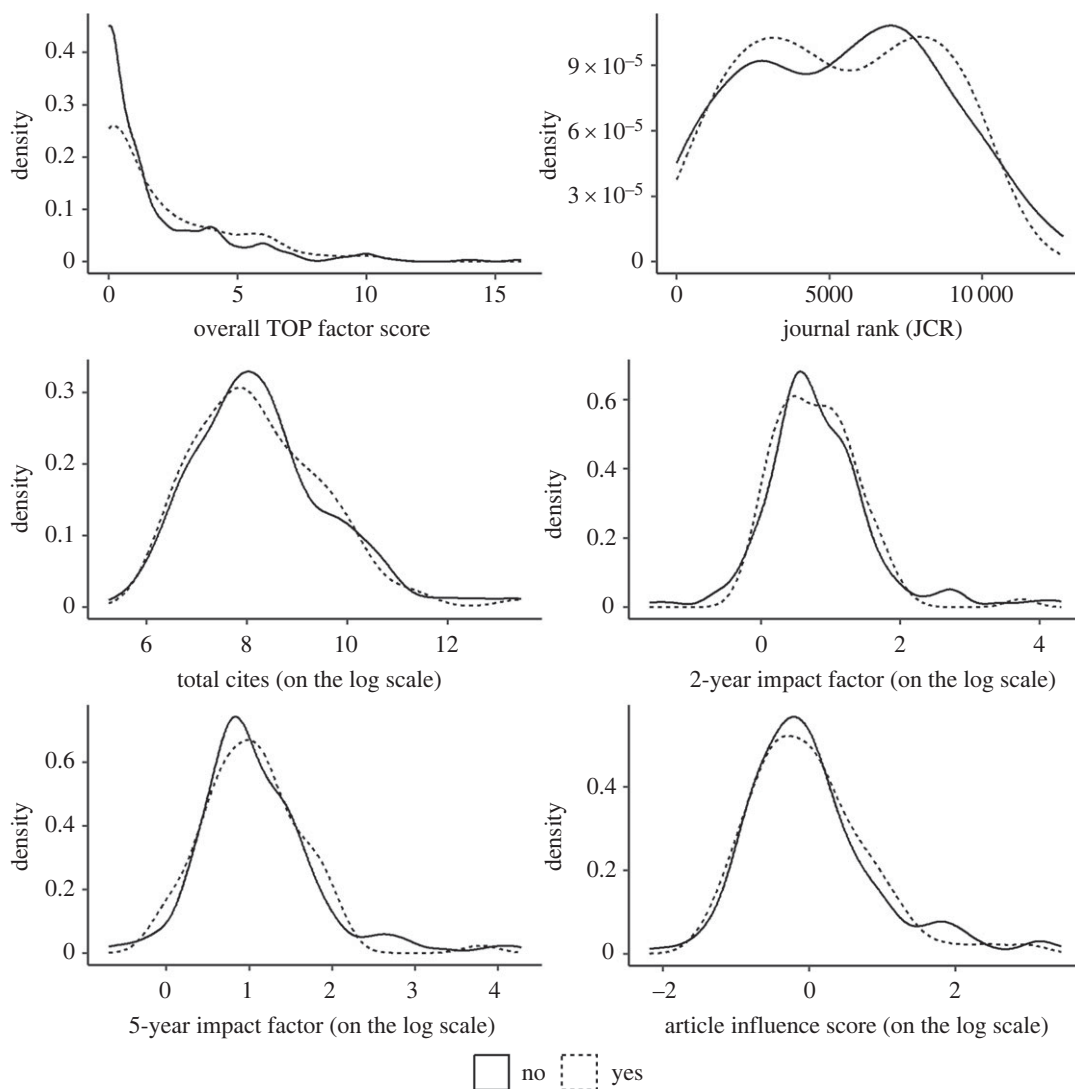 0.4
0.3
0.2
0.1
0
density
0 5 10 15
overall TOP factor score
9 × 10⁻⁵
6 × 10⁻⁵
3 × 10⁻⁵
0
density
0 5000 10 000
journal rank (JCR)
0.3
0.2
0.1
0
density
6 8 10 12
total cites (on the log scale)
0.6
0.4
0.2
0
density
0 2 4
2-year impact factor (on the log scale)
0.6
0.4
0.2
0
density
0 1 2 3 4
5-year impact factor (on the log scale)
0.4
0.2
0
density
−2 0 2
article influence score (on the log scale)
no yes